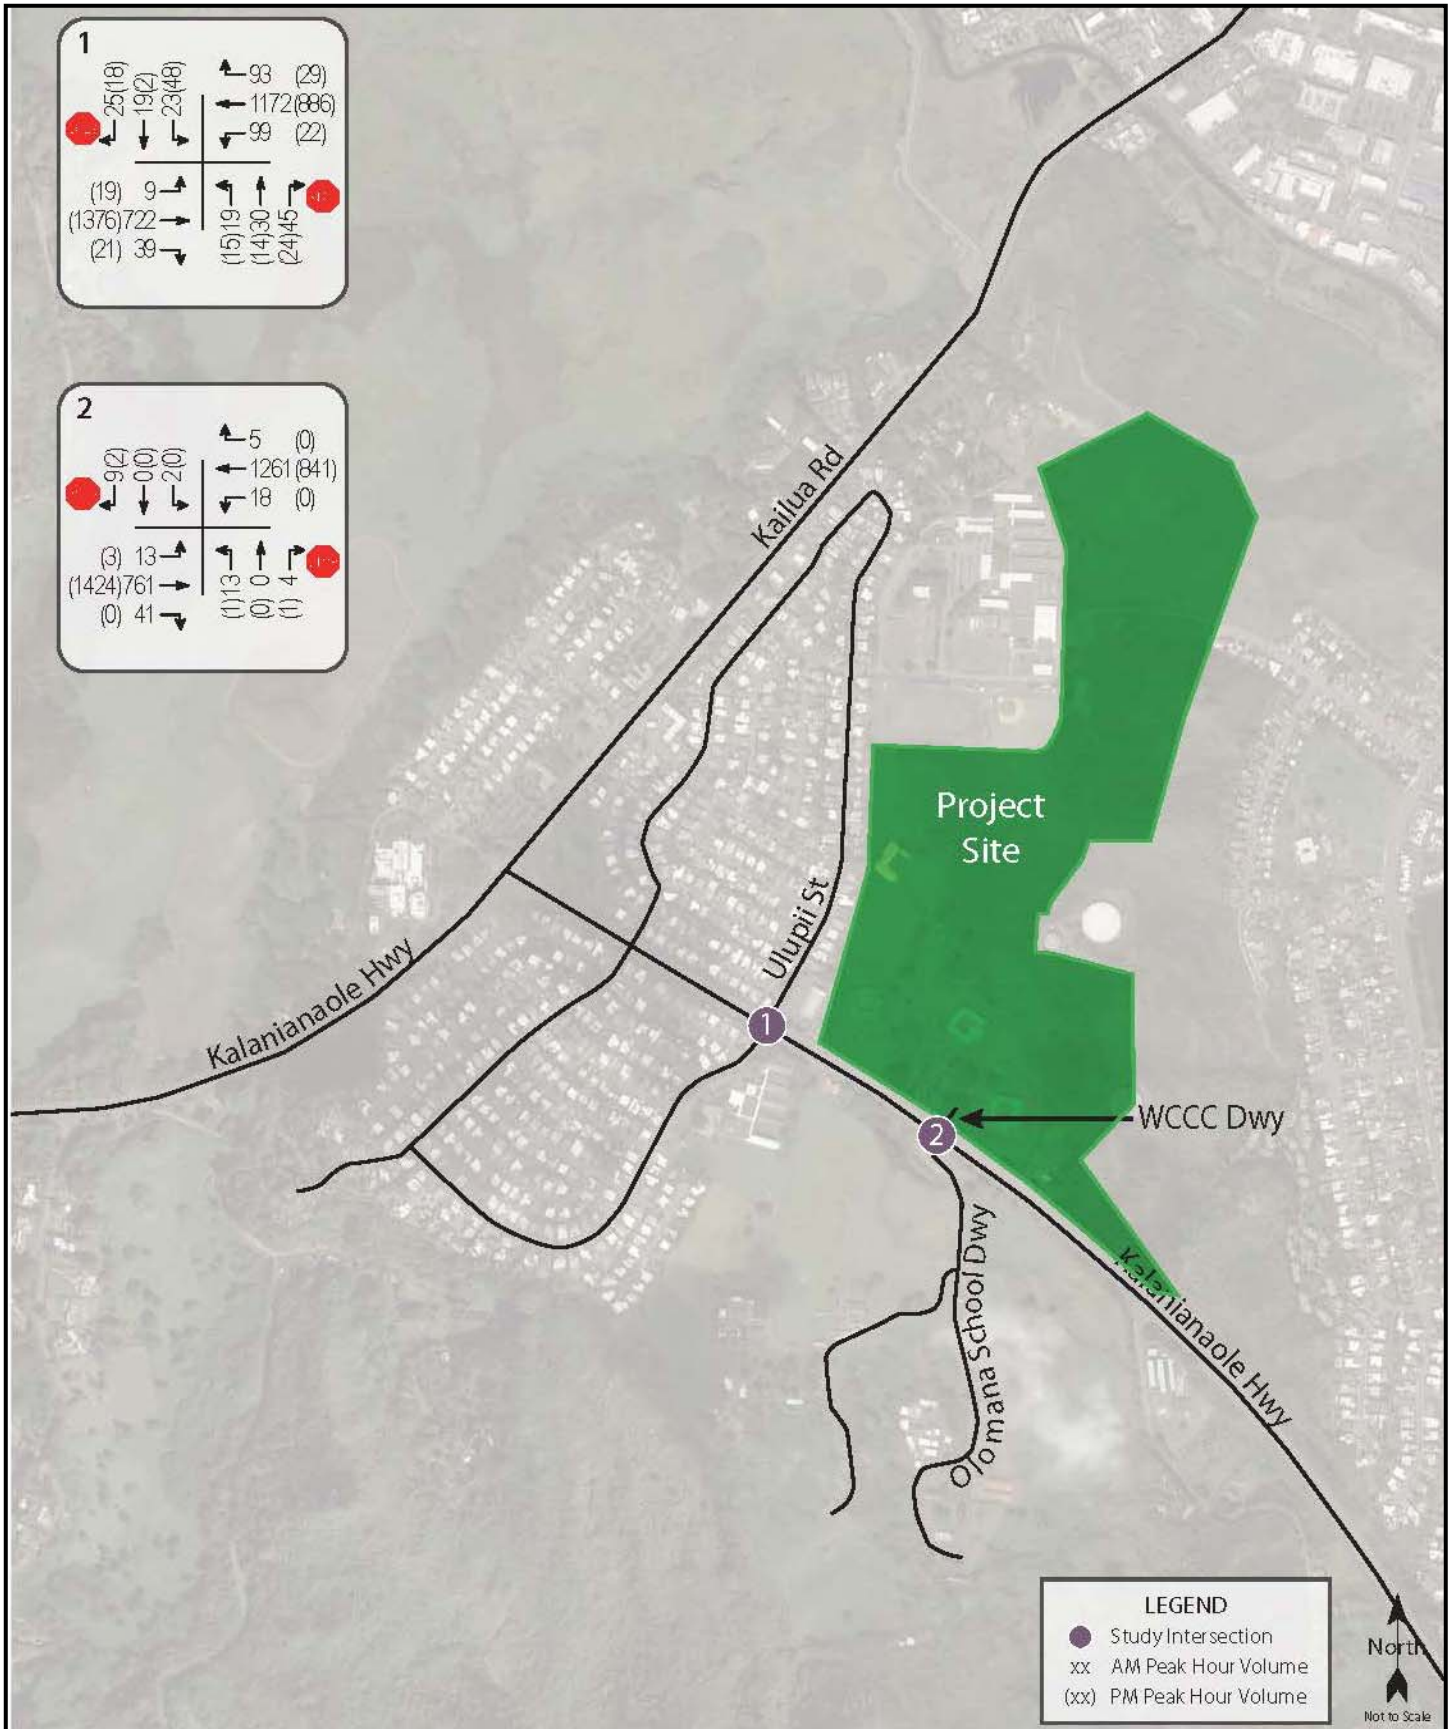 1
25(18)
19(2)
23(48)
93 (29)
1172(886)
99 (22)
(19) 9
(1376)722
(21) 39
(15)19
(14)30
(24)45
2
9(2)
0(0)
2(0)
5 (0)
1261(841)
18 (0)
(3) 13
(1424)761
(0) 41
(1)13
(0) 0
(1) 4
Kailua Rd
Project
Site
Ulupii St
Kalanianaole Hwy
1
2
WCCC Dwy
Olomana School Dwy
Kalanianaole Hwy
LEGEND
Study Intersection
xx AM Peak Hour Volume
(xx) PM Peak Hour Volume
North
Not to Scale